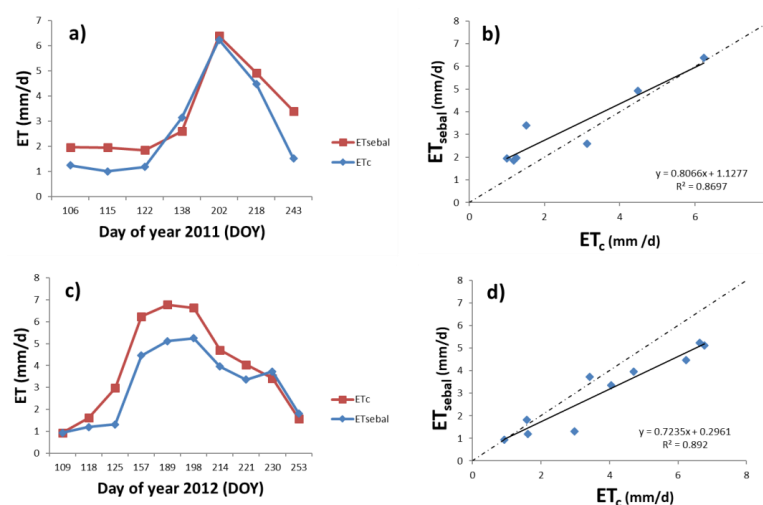 a)
ET (mm/d)
7
6
5
4
3
2
1
0
106 115 122 138 202 218 243
Day of year 2011 (DOY)
ETsebal
ETc
b)
ETsebal (mm/d)
8
7
6
5
4
3
2
1
0
0 2 4 6
y = 0.8066x + 1.1277
R² = 0.8697
ETc (mm /d)
c)
ET (mm/d)
8
7
6
5
4
3
2
1
0
109 118 125 157 189 198 214 221 230 253
Day of year 2012 (DOY)
ETc
ETsebal
d)
ETsebal (mm/d)
8
7
6
5
4
3
2
1
0
0 2 4 6 8
y = 0.7235x + 0.2961
R² = 0.892
ETc (mm/d)